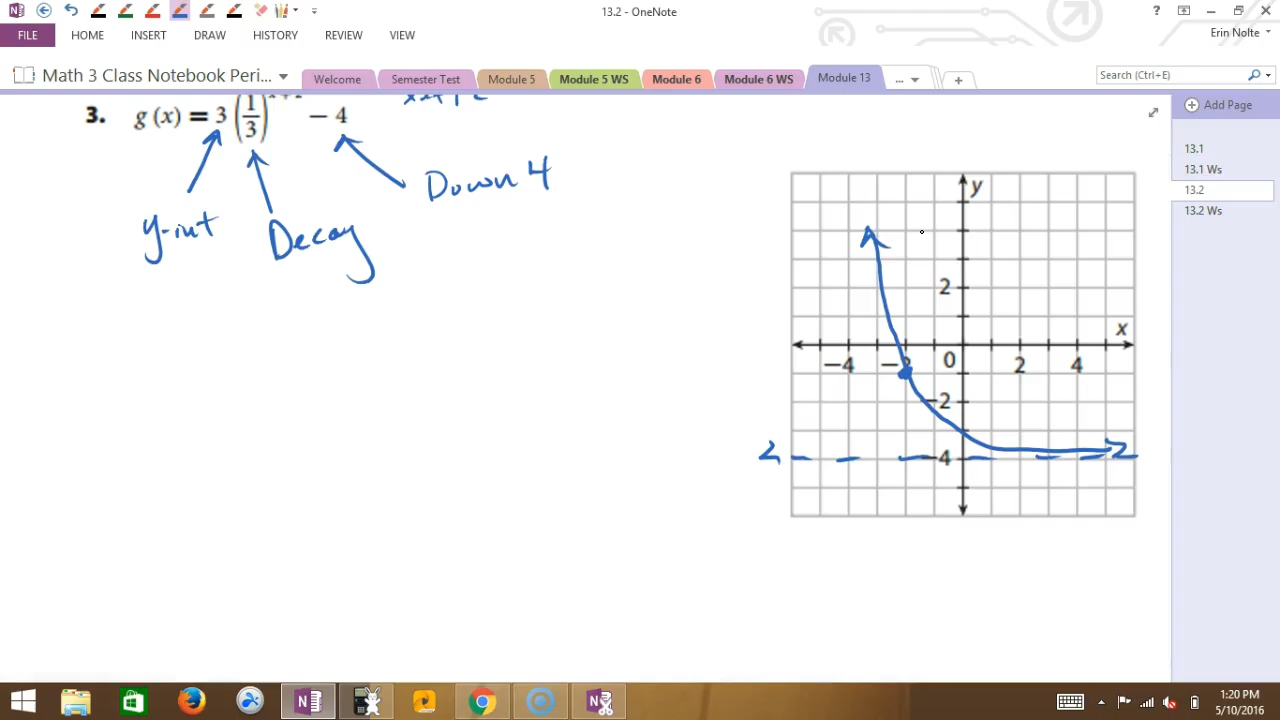 13.2 - OneNote
?
FILE HOME INSERT DRAW HISTORY REVIEW VIEW
Erin Nolte
Math 3 Class Notebook Peri...
Welcome Semester Test Module 5 Module 5 WS Module 6 Module 6 WS Module 13 ... +
Search (Ctrl+E)
Add Page
13.1
13.1 Ws
13.2
13.2 Ws
3. g(x) = 3 (1/3) − 4
Down 4
y-int
Decay
y
2
x
−4 0 2 4
−2
−4
1:20 PM
5/10/2016